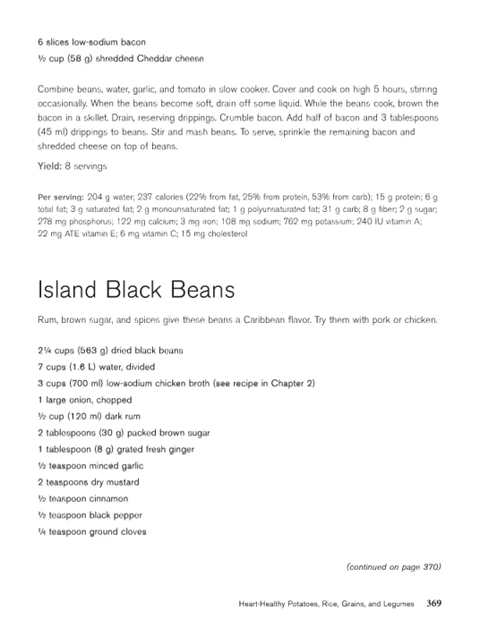 6 slices low-sodium bacon
½ cup (58 g) shredded Cheddar cheese
Combine beans, water, garlic, and tomato in slow cooker. Cover and cook on high 5 hours, stirring
occasionally. When the beans become soft, drain off some liquid. While the beans cook, brown the
bacon in a skillet. Drain, reserving drippings. Crumble bacon. Add half of bacon and 3 tablespoons
(45 ml) drippings to beans. Stir and mash beans. To serve, sprinkle the remaining bacon and
shredded cheese on top of beans.
Yield: 8 servings
Per serving: 204 g water; 237 calories (22% from fat, 25% from protein, 53% from carb); 15 g protein; 6 g
total fat; 3 g saturated fat; 2 g monounsaturated fat; 1 g polyunsaturated fat; 31 g carb; 8 g fiber; 2 g sugar;
278 mg phosphorus; 122 mg calcium; 3 mg iron; 108 mg sodium; 762 mg potassium; 240 IU vitamin A;
22 mg ATE vitamin E; 6 mg vitamin C; 15 mg cholesterol
Island Black Beans
Rum, brown sugar, and spices give these beans a Caribbean flavor. Try them with pork or chicken.
2¼ cups (563 g) dried black beans
7 cups (1.6 L) water, divided
3 cups (700 ml) low-sodium chicken broth (see recipe in Chapter 2)
1 large onion, chopped
½ cup (120 ml) dark rum
2 tablespoons (30 g) packed brown sugar
1 tablespoon (8 g) grated fresh ginger
½ teaspoon minced garlic
2 teaspoons dry mustard
½ teaspoon cinnamon
½ teaspoon black pepper
¼ teaspoon ground cloves
(continued on page 370)
Heart-Healthy Potatoes, Rice, Grains, and Legumes 369